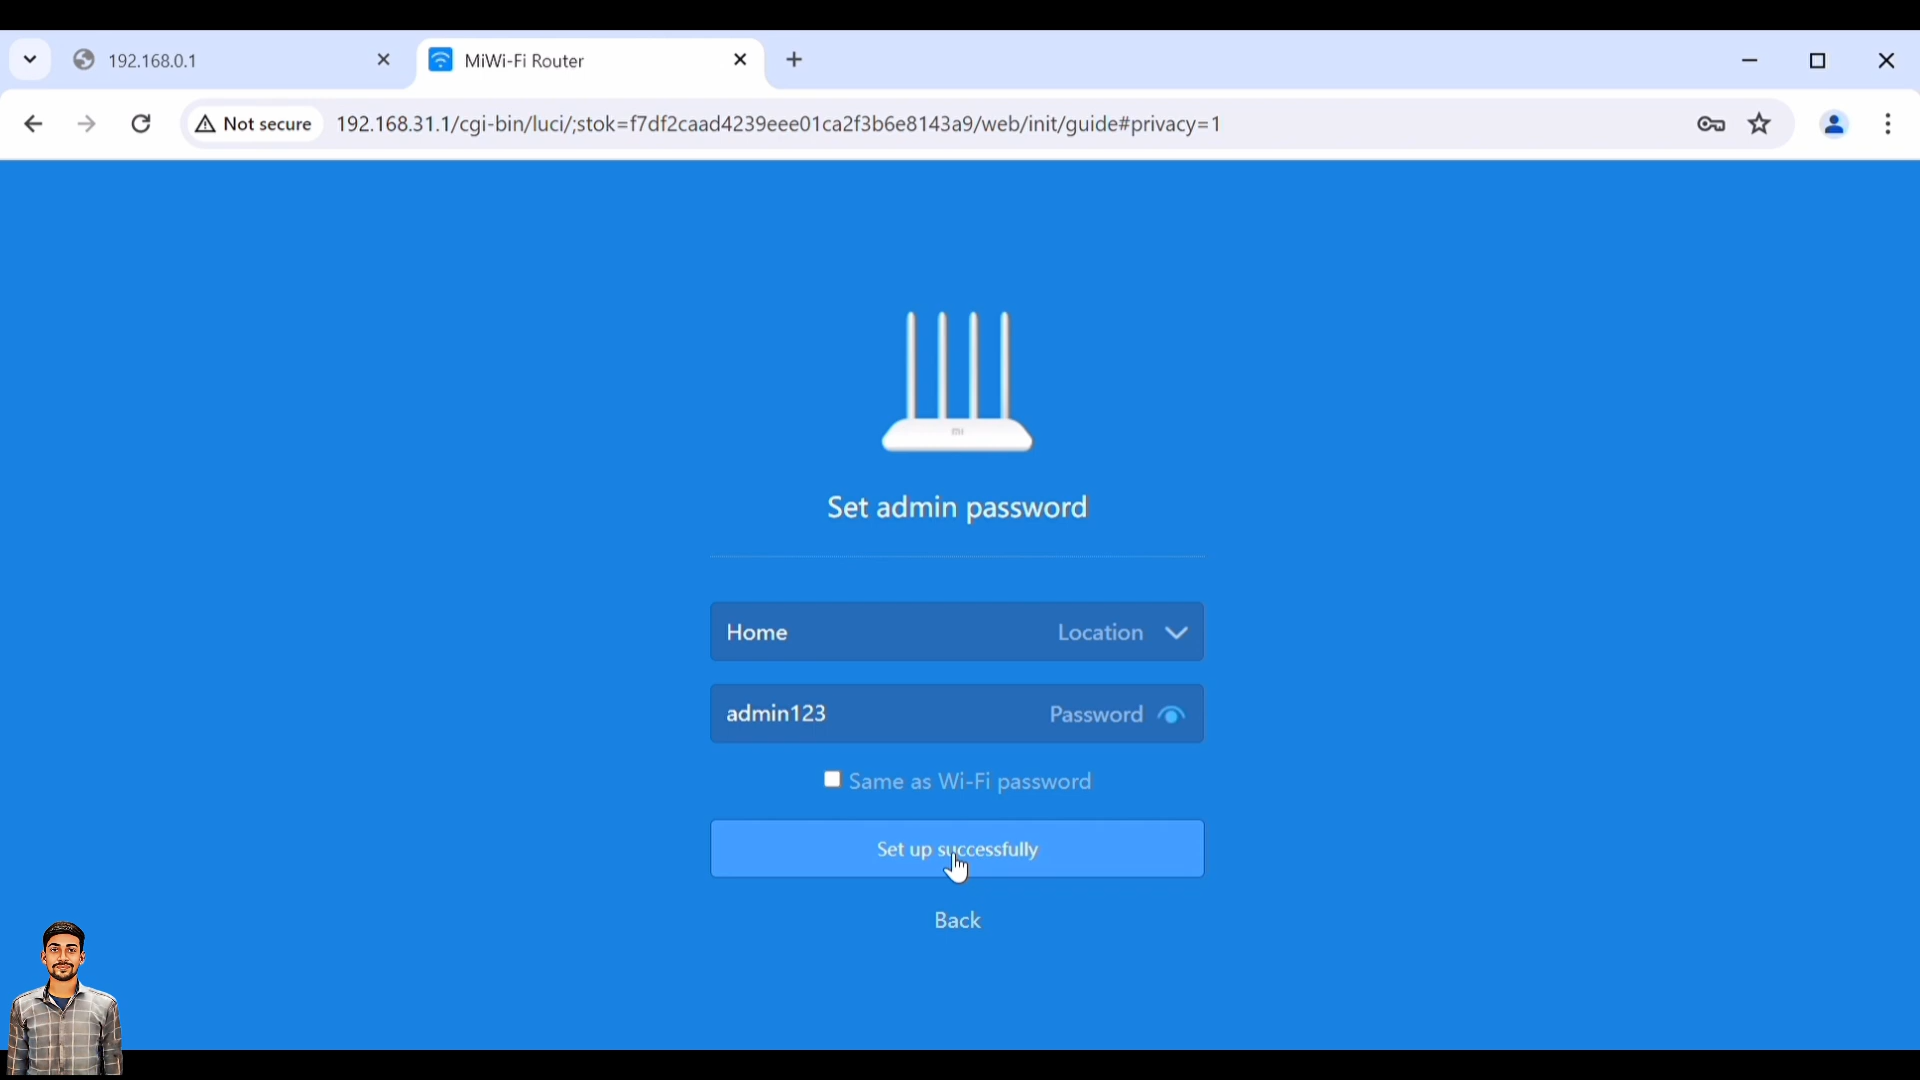 192.168.0.1
MiWi-Fi Router
Not secure
192.168.31.1/cgi-bin/luci/;stok=f7df2caad4239eee01ca2f3b6e8143a9/web/init/guide#privacy=1
mi
Set admin password
Home Location
admin123 Password
Same as Wi-Fi password
Set up successfully
Back